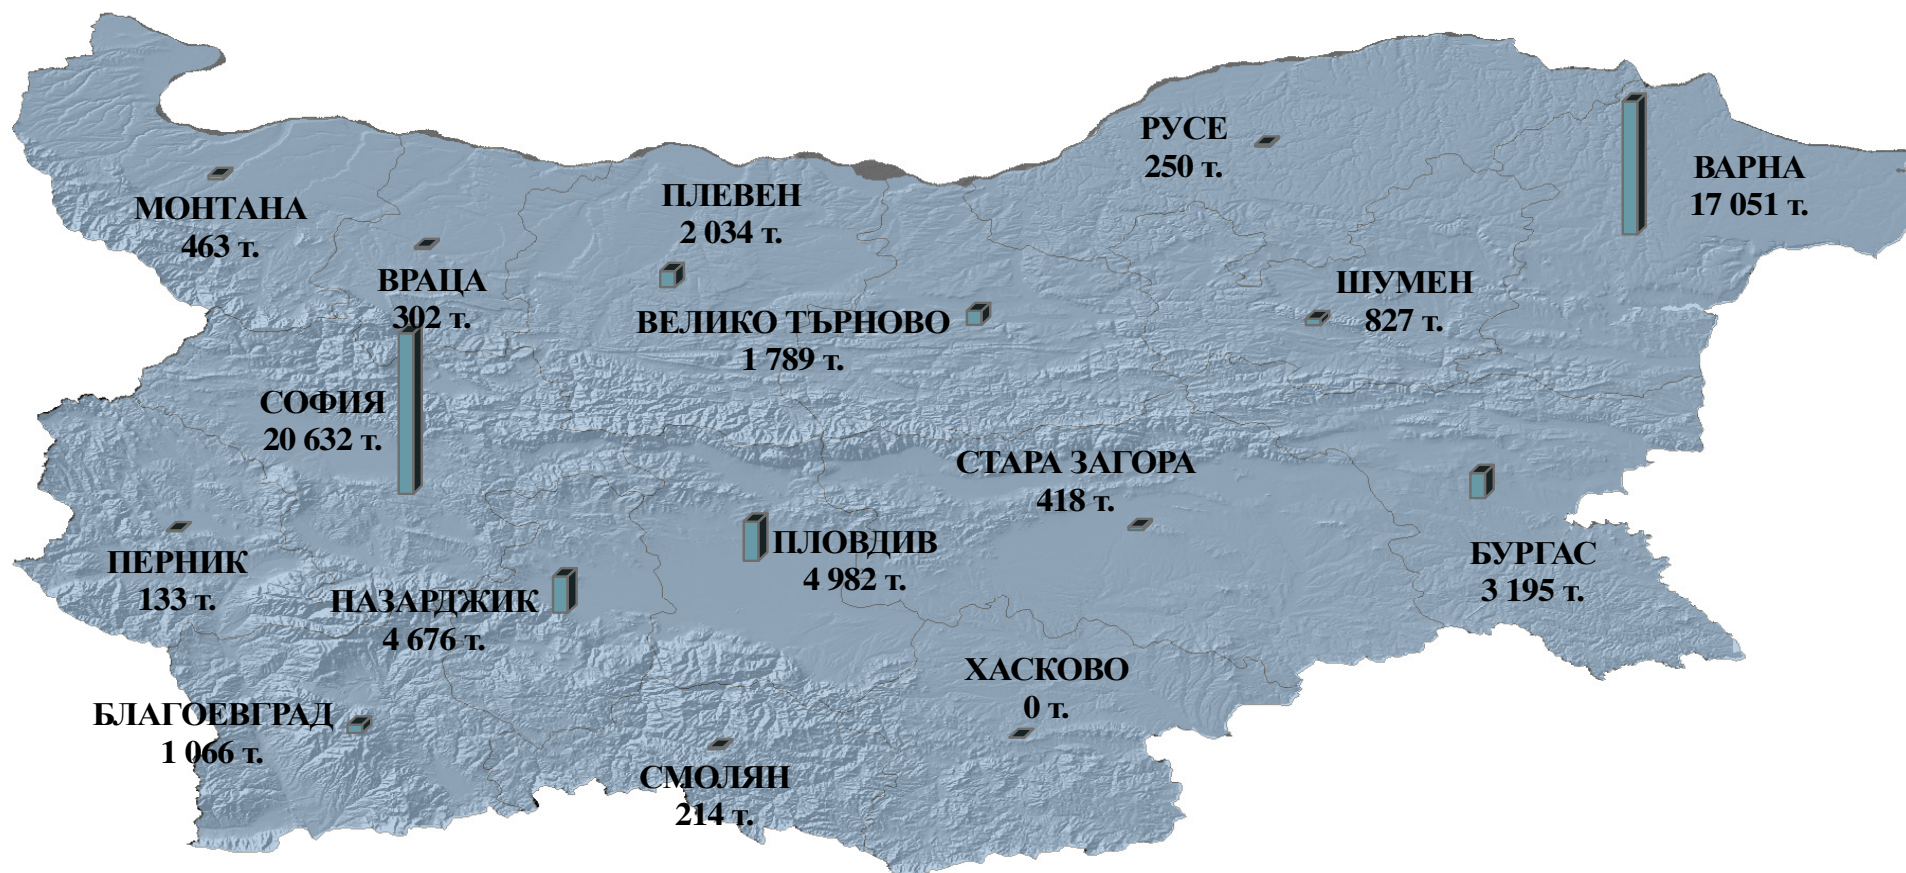 РУСЕ
250 т.
ВАРНА
17 051 т.
ПЛЕВЕН
2 034 т.
МОНТАНА
463 т.
ВРАЦА
302 т.
ШУМЕН
827 т.
ВЕЛИКО ТЪРНОВО
1 789 т.
СОФИЯ
20 632 т.
СТАРА ЗАГОРА
418 т.
ПЛОВДИВ
4 982 т.
БУРГАС
3 195 т.
ПЕРНИК
133 т.
ПАЗАРДЖИК
4 676 т.
ХАСКОВО
0 т.
БЛАГОЕВГРАД
1 066 т.
СМОЛЯН
214 т.